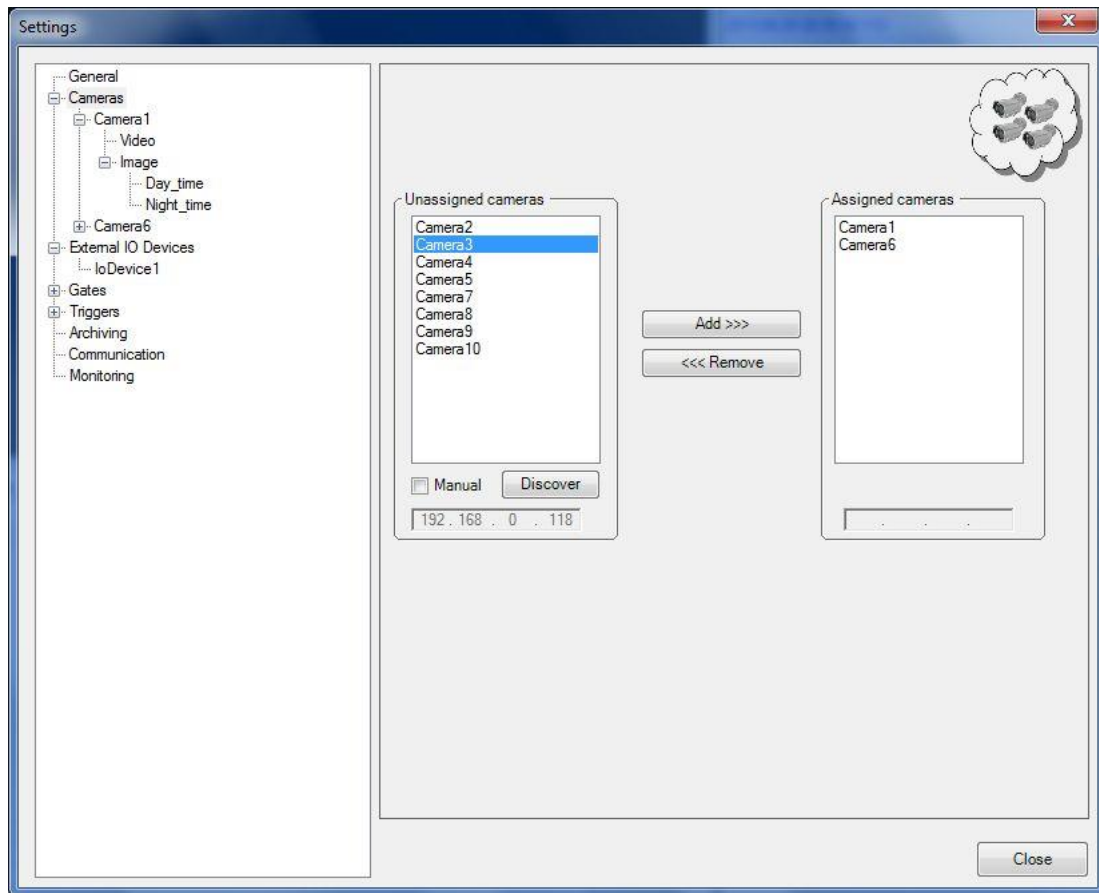 Settings
General
Cameras
Camera1
Video
Image
Day_time
Night_time
Camera6
External IO Devices
IoDevice1
Gates
Triggers
Archiving
Communication
Monitoring
Unassigned cameras
Camera2
Camera3
Camera4
Camera5
Camera7
Camera8
Camera9
Camera10
Manual
Discover
192 . 168 . 0 . 118
Add >>>
<<< Remove
Assigned cameras
Camera1
Camera6
. . .
Close